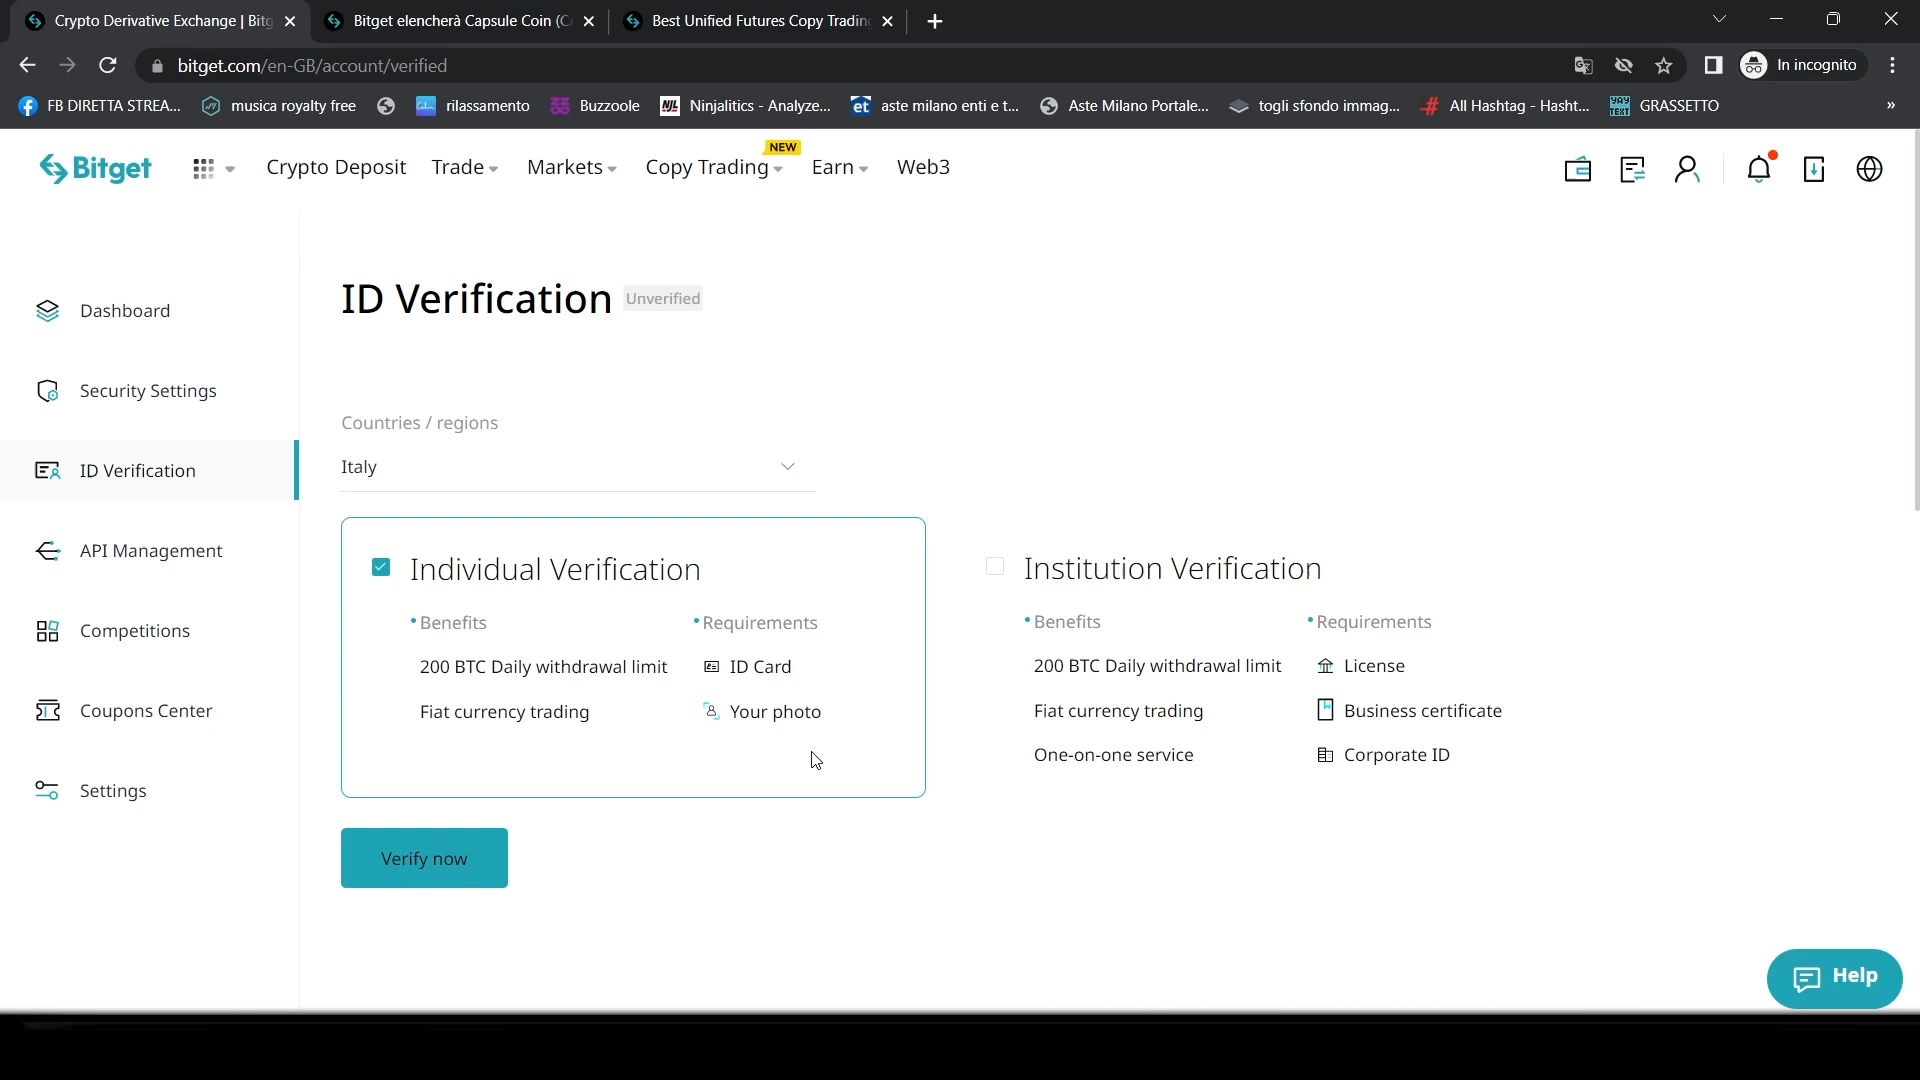 Crypto Derivative Exchange | Bitg
Bitget elencherà Capsule Coin (C
Best Unified Futures Copy Tradin
bitget.com/en-GB/account/verified
In incognito
FB DIRETTA STREA...
musica royalty free
rilassamento
Buzzoole
NJL
Ninjalitics - Analyze...
et
aste milano enti e t...
Aste Milano Portale...
togli sfondo immag...
All Hashtag - Hasht...
YAY TEXT
GRASSETTO
»
Bitget
Crypto Deposit
Trade
Markets
Copy Trading
NEW
Earn
Web3
Dashboard
Security Settings
ID Verification
API Management
Competitions
Coupons Center
Settings
ID Verification
Unverified
Countries / regions
Italy
Individual Verification
Benefits
Requirements
200 BTC Daily withdrawal limit
ID Card
Fiat currency trading
Your photo
Institution Verification
Benefits
Requirements
200 BTC Daily withdrawal limit
License
Fiat currency trading
Business certificate
One-on-one service
Corporate ID
Verify now
Help